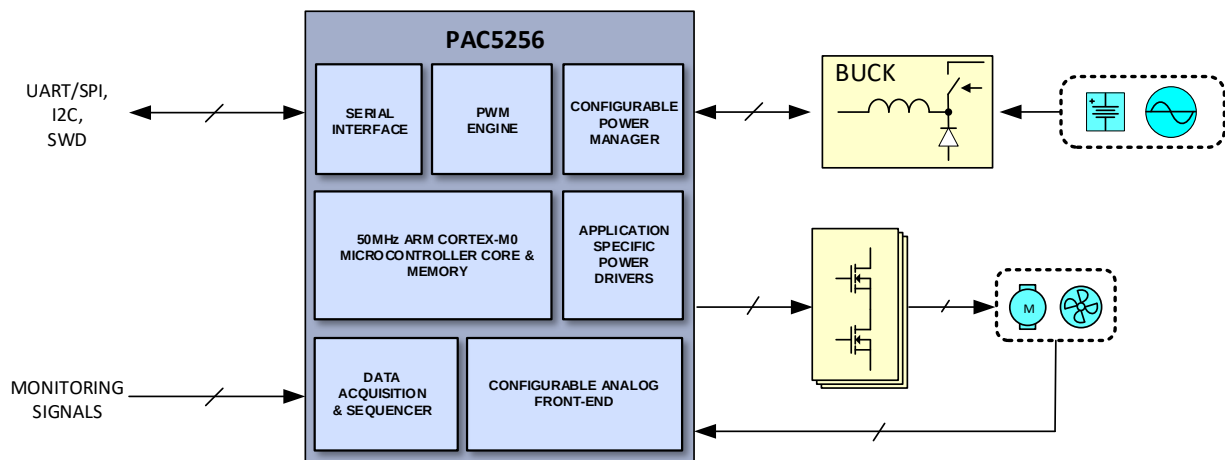 PAC5256
UART/SPI,
I2C,
SWD
SERIAL
INTERFACE
PWM
ENGINE
CONFIGURABLE
POWER
MANAGER
BUCK
+
50MHz ARM CORTEX-M0
MICROCONTROLLER CORE &
MEMORY
APPLICATION
SPECIFIC
POWER
DRIVERS
M
MONITORING
SIGNALS
DATA
ACQUISITION
& SEQUENCER
CONFIGURABLE ANALOG
FRONT-END